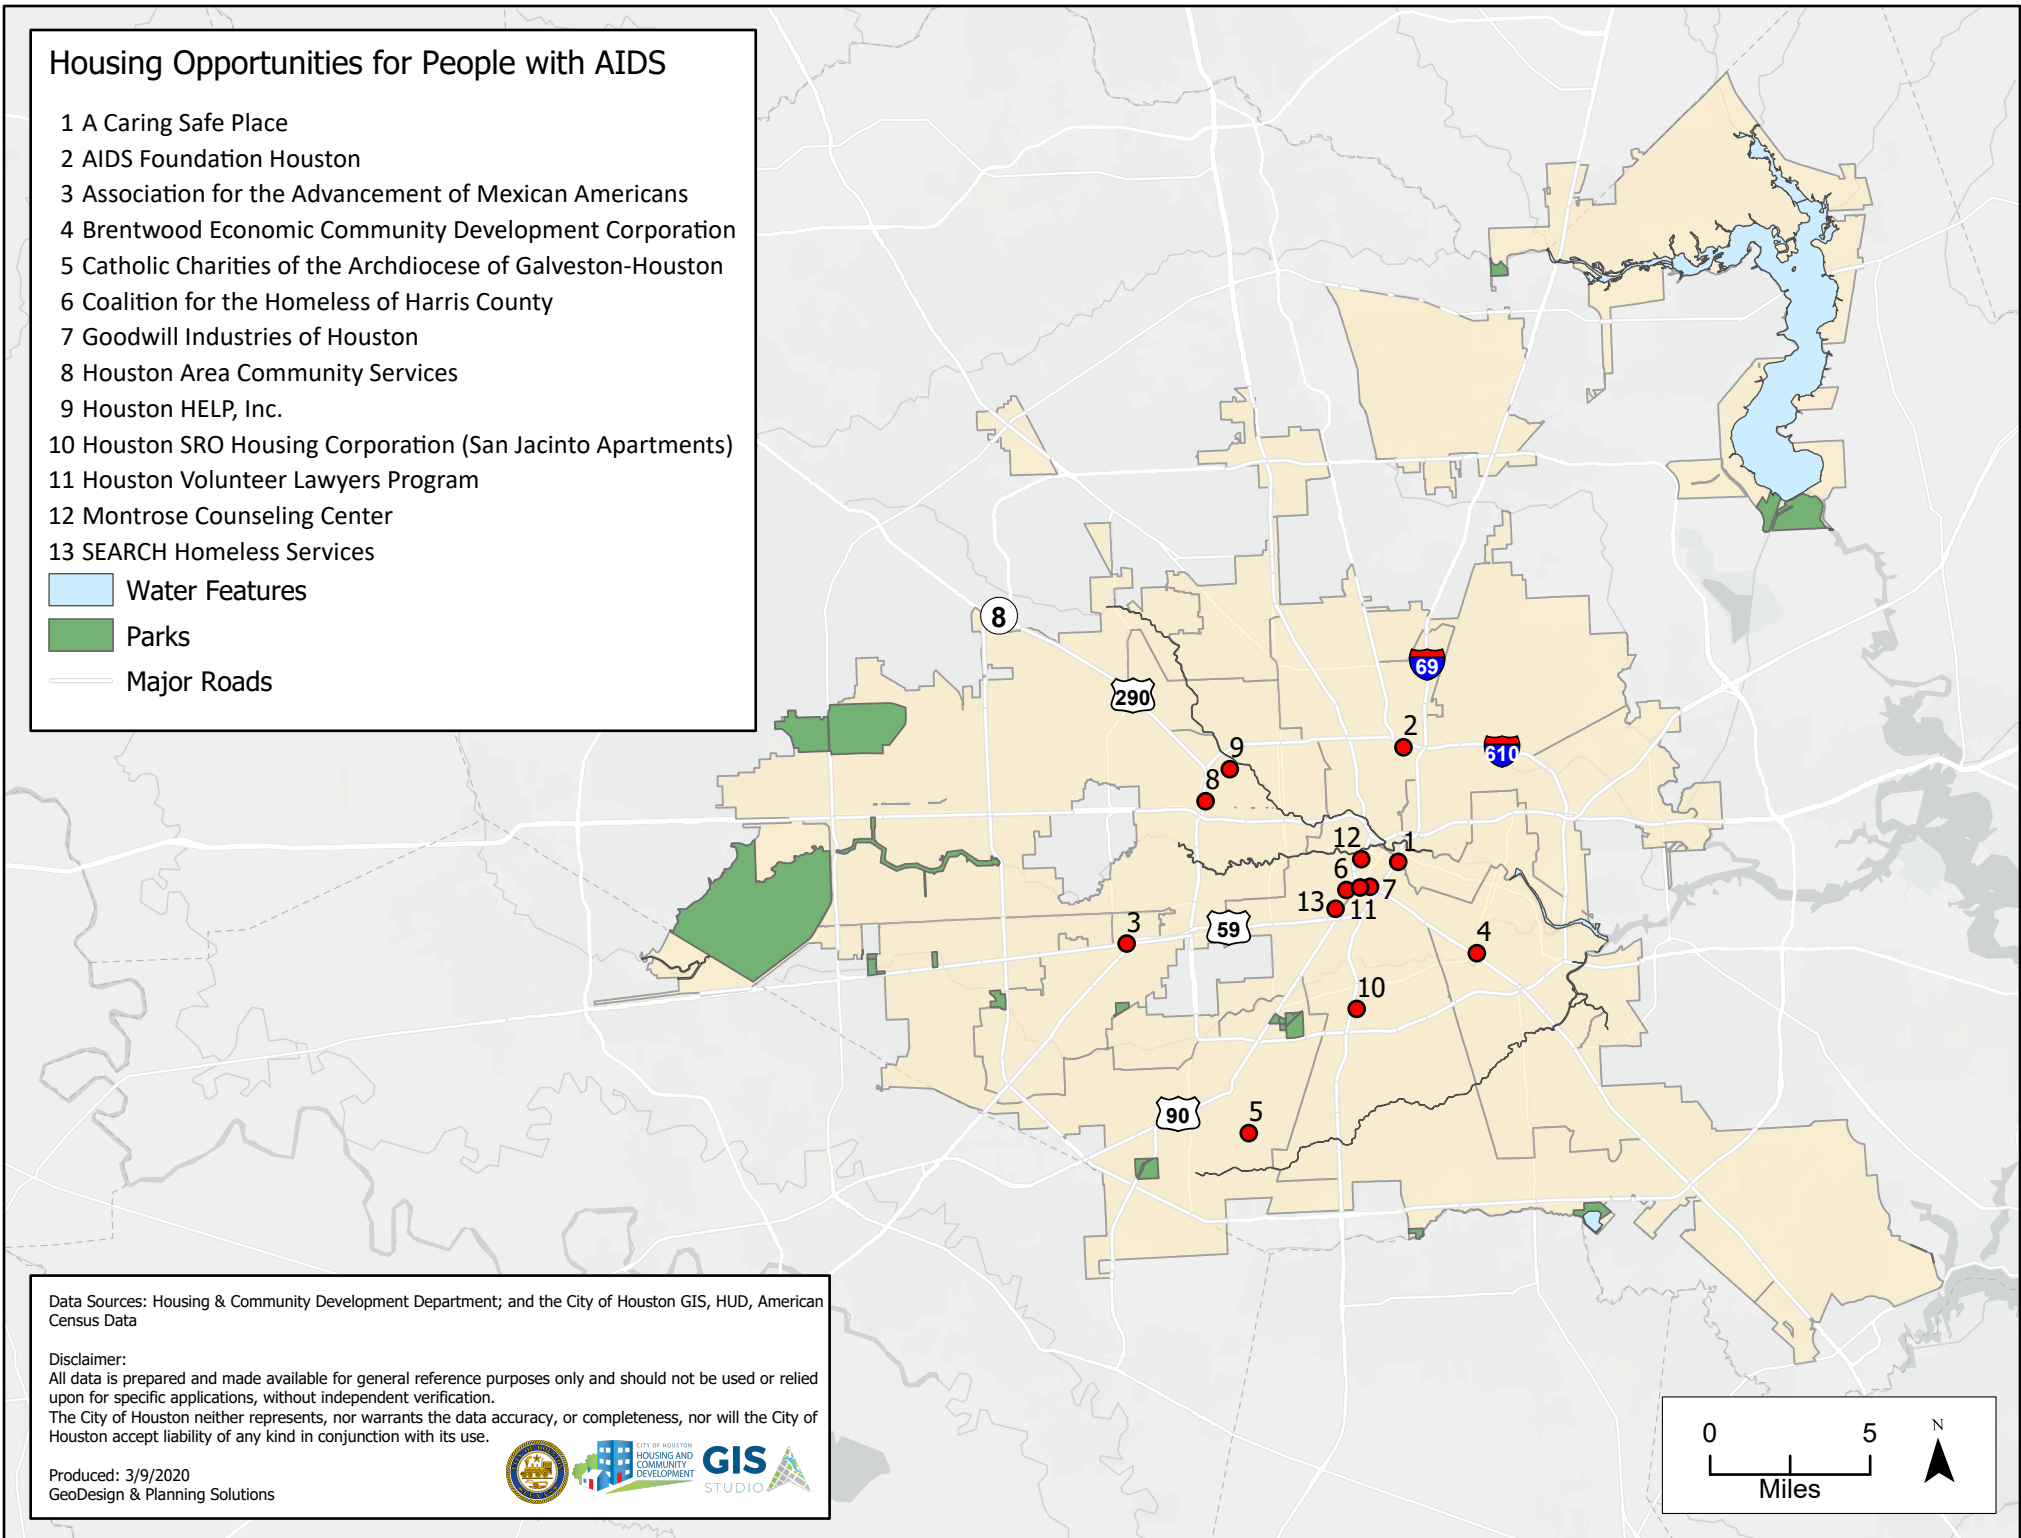 Housing Opportunities for People with AIDS
1 A Caring Safe Place
2 AIDS Foundation Houston
3 Association for the Advancement of Mexican Americans
4 Brentwood Economic Community Development Corporation
5 Catholic Charities of the Archdiocese of Galveston-Houston
6 Coalition for the Homeless of Harris County
7 Goodwill Industries of Houston
8 Houston Area Community Services
9 Houston HELP, Inc.
10 Houston SRO Housing Corporation (San Jacinto Apartments)
11 Houston Volunteer Lawyers Program
12 Montrose Counseling Center
13 SEARCH Homeless Services
Water Features
Parks
Major Roads
8
69
290
2
610
9
8
12
1
6
7
13
11
3
59
4
10
90
5
Data Sources: Housing & Community Development Department; and the City of Houston GIS, HUD, American
Census Data
Disclaimer:
All data is prepared and made available for general reference purposes only and should not be used or relied
upon for specific applications, without independent verification.
The City of Houston neither represents, nor warrants the data accuracy, or completeness, nor will the City of
Houston accept liability of any kind in conjunction with its use.
Produced: 3/9/2020
GeoDesign & Planning Solutions
CITY OF HOUSTON
HOUSING AND
COMMUNITY
DEVELOPMENT
GIS
STUDIO
0 5
Miles
N